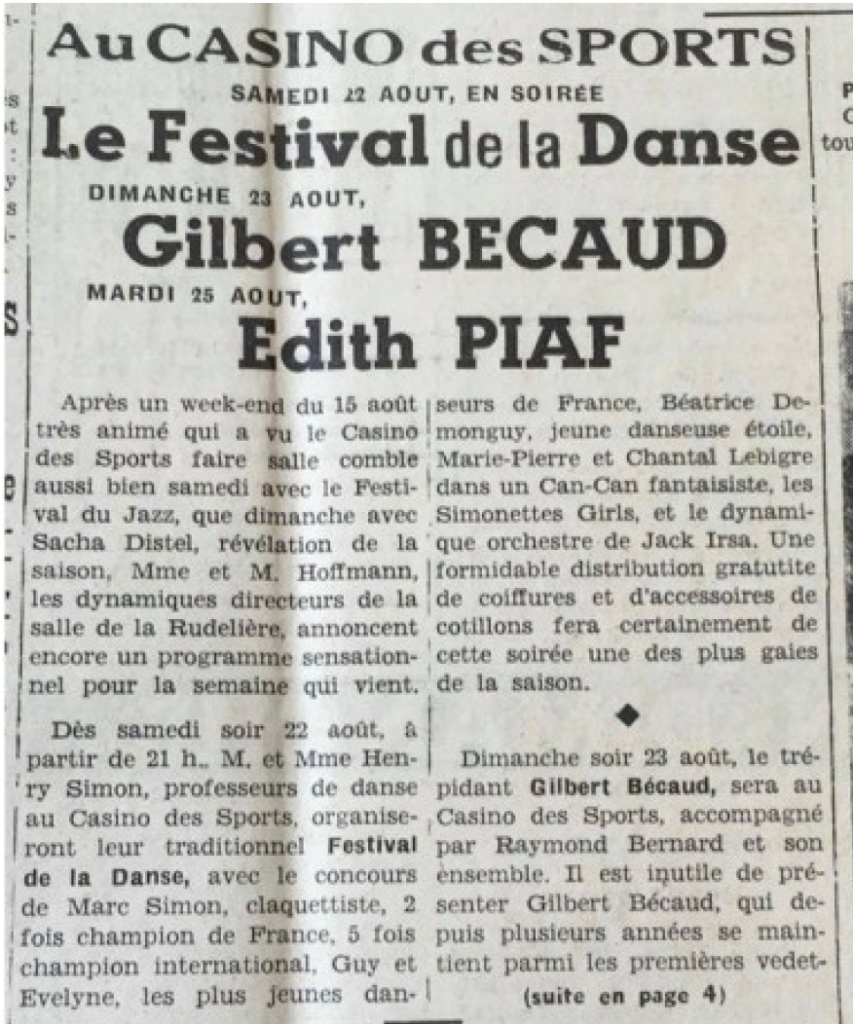 Au CASINO des SPORTS
SAMEDI 22 AOUT, EN SOIRÉE
Le Festival de la Danse
DIMANCHE 23 AOUT,
Gilbert BECAUD
MARDI 25 AOUT,
Edith PIAF
Après un week-end du 15 août
très animé qui a vu le Casino
des Sports faire salle comble
aussi bien samedi avec le Festi-
val du Jazz, que dimanche avec
Sacha Distel, révélation de la
saison, Mme et M. Hoffmann,
les dynamiques directeurs de la
salle de la Rudelière, annoncent
encore un programme sensation-
nel pour la semaine qui vient.
Dès samedi soir 22 août, à
partir de 21 h., M. et Mme Hen-
ry Simon, professeurs de danse
au Casino des Sports, organise-
ront leur traditionnel Festival
de la Danse, avec le concours
de Marc Simon, claquettiste, 2
fois champion de France, 5 fois
champion international, Guy et
Evelyne, les plus jeunes dan-
seurs de France, Béatrice De-
monguy, jeune danseuse étoile,
Marie-Pierre et Chantal Lebigre
dans un Can-Can fantaisiste, les
Simonettes Girls, et le dynami-
que orchestre de Jack Irsa. Une
formidable distribution gratutite
de coiffures et d'accessoires de
cotillons fera certainement de
cette soirée une des plus gaies
de la saison.
Dimanche soir 23 août, le tré-
pidant Gilbert Bécaud, sera au
Casino des Sports, accompagné
par Raymond Bernard et son
ensemble. Il est inutile de pré-
senter Gilbert Bécaud, qui de-
puis plusieurs années se main-
tient parmi les premières vedet-
(suite en page 4)